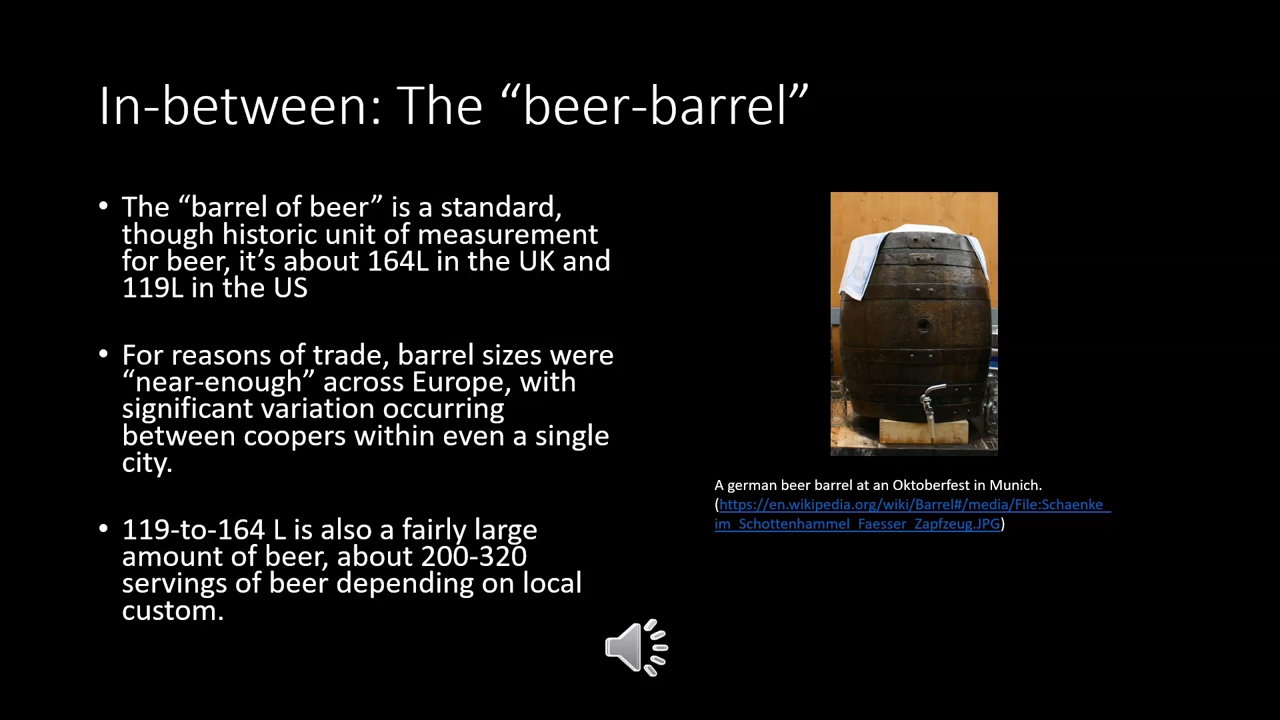 In-between: The “beer-barrel”
• The “barrel of beer” is a standard,
though historic unit of measurement
for beer, it’s about 164L in the UK and
119L in the US
• For reasons of trade, barrel sizes were
“near-enough” across Europe, with
significant variation occurring
between coopers within even a single
city.
• 119-to-164 L is also a fairly large
amount of beer, about 200-320
servings of beer depending on local
custom.
A german beer barrel at an Oktoberfest in Munich.
(https://en.wikipedia.org/wiki/Barrel#/media/File:Schaenke_
im_Schottenhammel_Faesser_Zapfzeug.JPG)